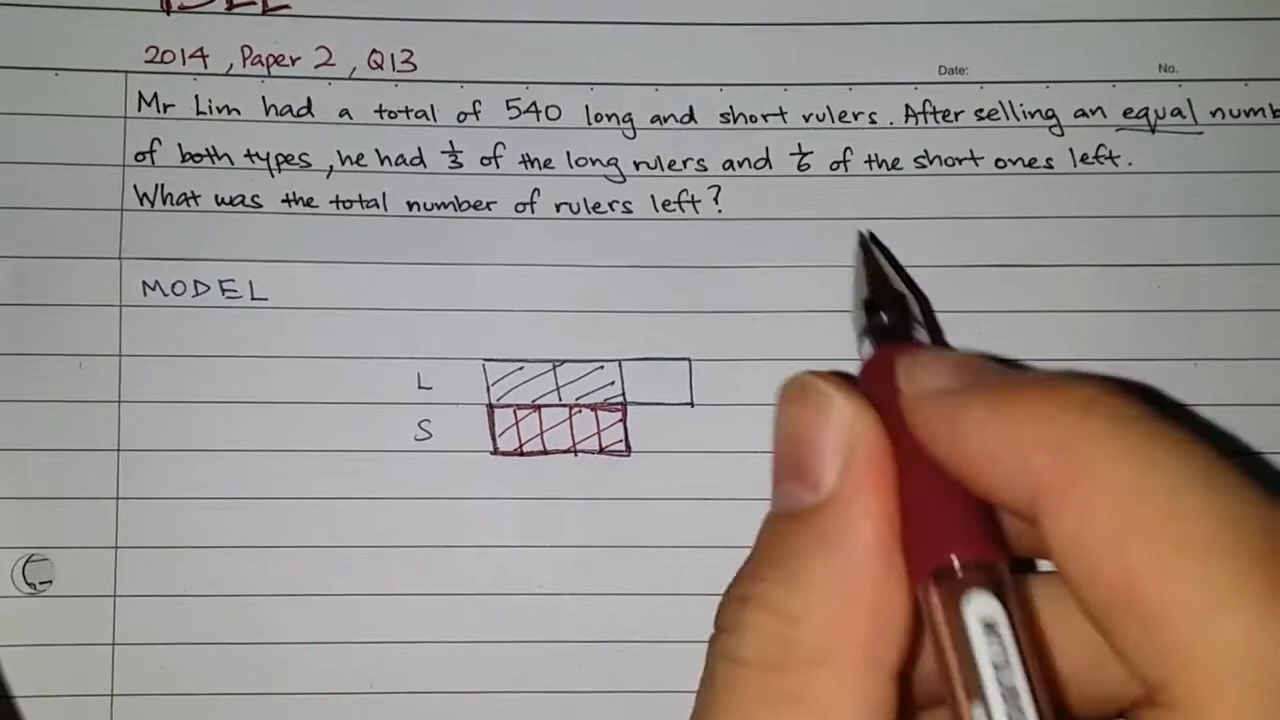 2014, Paper 2, Q13
Date:
No.
Mr Lim had a total of 540 long and short rulers. After selling an equal numb
of both types, he had 1/3 of the long rulers and 1/6 of the short ones left.
What was the total number of rulers left?
MODEL
L
S